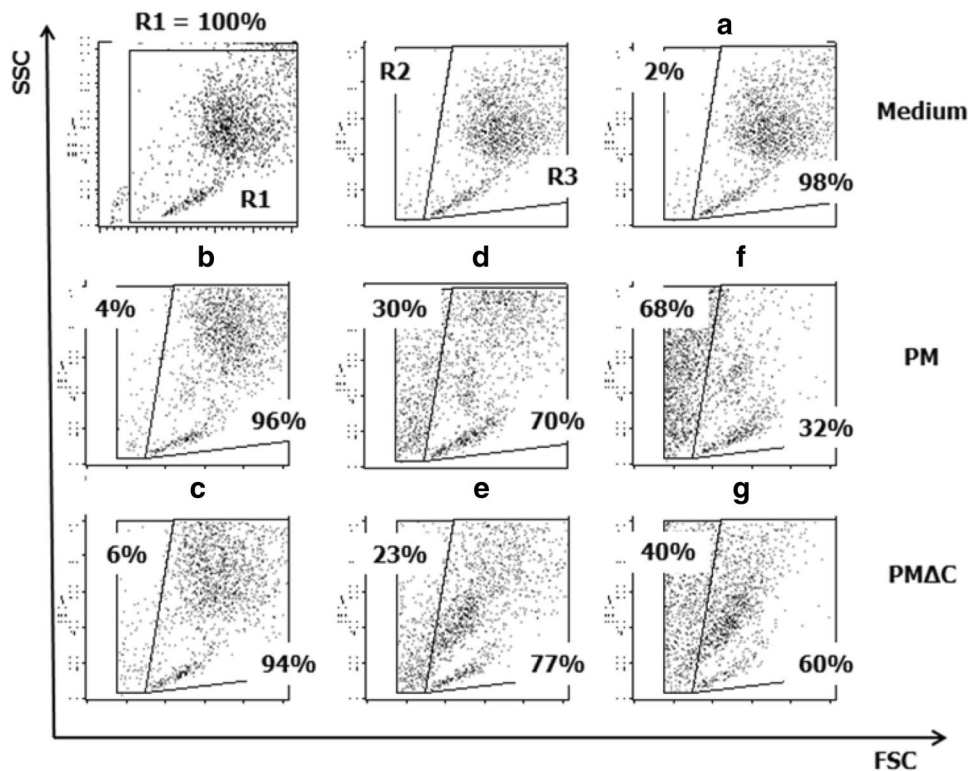 R1 = 100%
a
SSC
R1
R2
R3
2%
98%
Medium
b
d
f
4%
96%
30%
70%
68%
32%
PM
c
e
g
6%
94%
23%
77%
40%
60%
PMΔC
FSC